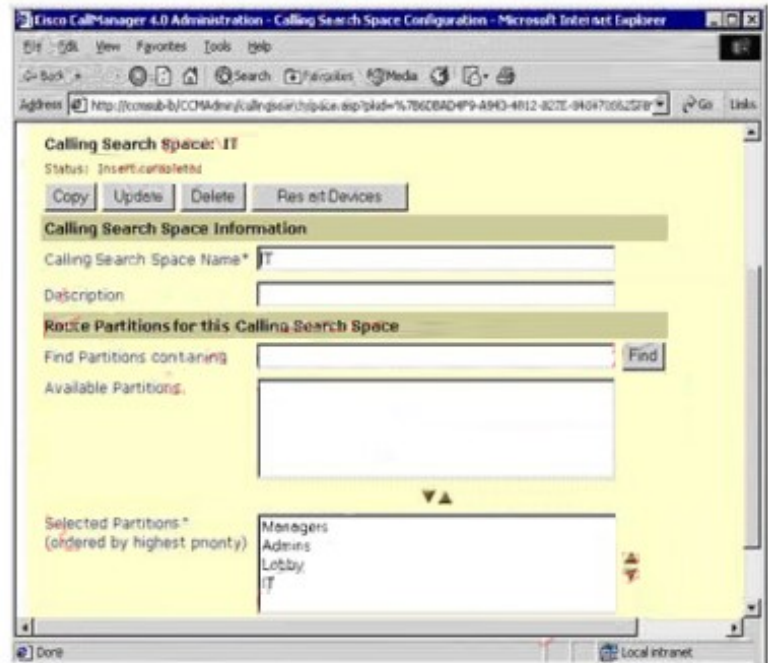 Cisco CallManager 4.0 Administration - Calling Search Space Configuration - Microsoft Internet Explorer
File Edit View Favorites Tools Help
Back Search Favorites Media
Address Go Links
Calling Search Space: IT
Status: Insert completed
Copy Update Delete Restart Devices
Calling Search Space Information
Calling Search Space Name* IT
Description
Route Partitions for this Calling Search Space
Find Partitions containing Find
Available Partitions
Selected Partitions*
(ordered by highest priority)
Managers
Admins
Lobby
IT
Done Local intranet